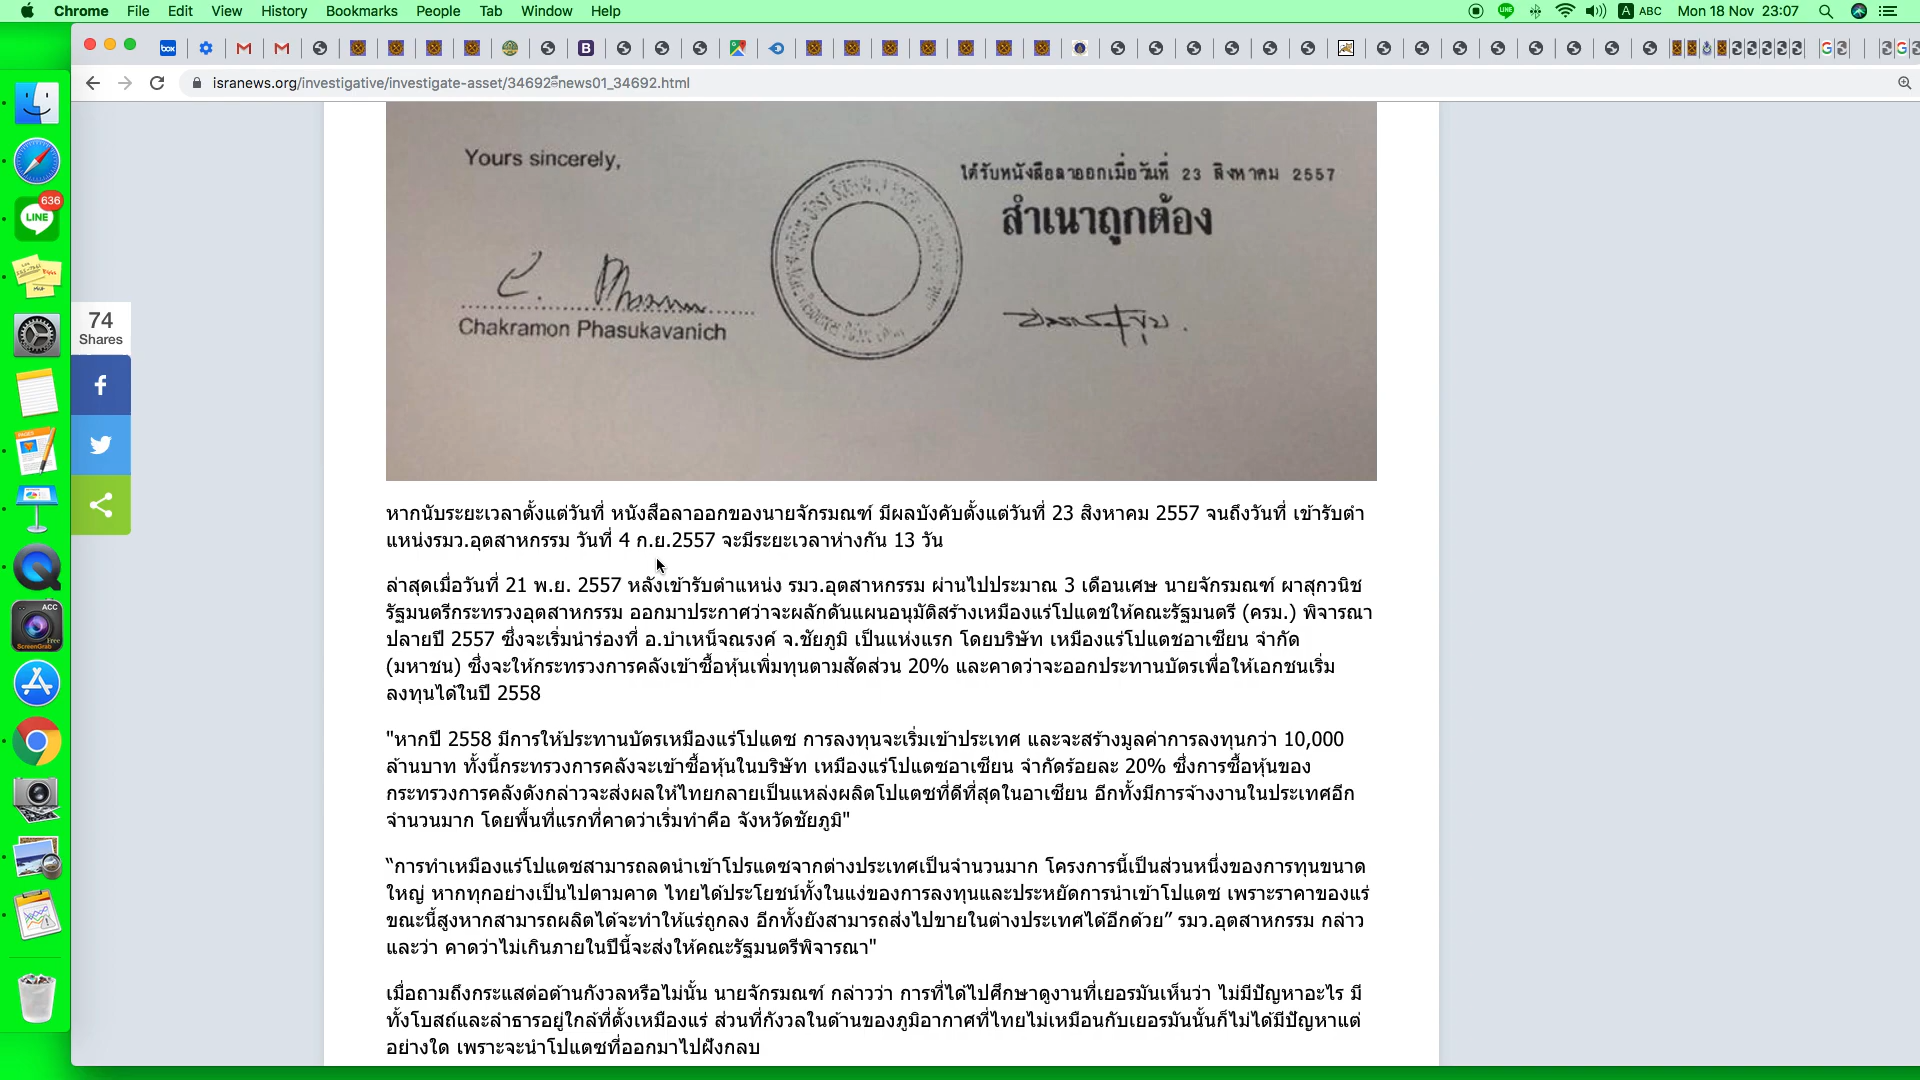 Chrome File Edit View History Bookmarks People Tab Window Help
ABC Mon 18 Nov 23:07
isranews.org/investigative/investigate-asset/34692-news01_34692.html
636
LINE
74
Shares
Yours sincerely,
ได้รับหนังสือลาออกเมื่อวันที่ 23 สิงหาคม 2557
สำเนาถูกต้อง
Chakramon Phasukavanich
หากนับระยะเวลาตั้งแต่วันที่ หนังสือลาออกของนายจักรมณฑ์ มีผลบังคับตั้งแต่วันที่ 23 สิงหาคม 2557 จนถึงวันที่ เข้ารับตำ
แหน่งรมว.อุตสาหกรรม วันที่ 4 ก.ย.2557 จะมีระยะเวลาห่างกัน 13 วัน
ล่าสุดเมื่อวันที่ 21 พ.ย. 2557 หลังเข้ารับตำแหน่ง รมว.อุตสาหกรรม ผ่านไปประมาณ 3 เดือนเศษ นายจักรมณฑ์ ผาสุกวนิช
รัฐมนตรีกระทรวงอุตสาหกรรม ออกมาประกาศว่าจะผลักดันแผนอนุมัติสร้างเหมืองแร่โปแตชให้คณะรัฐมนตรี (ครม.) พิจารณา
ปลายปี 2557 ซึ่งจะเริ่มนำร่องที่ อ.บำเหน็จณรงค์ จ.ชัยภูมิ เป็นแห่งแรก โดยบริษัท เหมืองแร่โปแตชอาเซียน จำกัด
(มหาชน) ซึ่งจะให้กระทรวงการคลังเข้าซื้อหุ้นเพิ่มทุนตามสัดส่วน 20% และคาดว่าจะออกประทานบัตรเพื่อให้เอกชนเริ่ม
ลงทุนได้ในปี 2558
"หากปี 2558 มีการให้ประทานบัตรเหมืองแร่โปแตช การลงทุนจะเริ่มเข้าประเทศ และจะสร้างมูลค่าการลงทุนกว่า 10,000
ล้านบาท ทั้งนี้กระทรวงการคลังจะเข้าซื้อหุ้นในบริษัท เหมืองแร่โปแตซอาเซียน จำกัดร้อยละ 20% ซึ่งการซื้อหุ้นของ
กระทรวงการคลังดังกล่าวจะส่งผลให้ไทยกลายเป็นแหล่งผลิตโปแตซที่ดีที่สุดในอาเซียน อีกทั้งมีการจ้างงานในประเทศอีก
จำนวนมาก โดยพื้นที่แรกที่คาดว่าเริ่มทำคือ จังหวัดชัยภูมิ"
“การทำเหมืองแร่โปแตซสามารถลดนำเข้าโปรแตซจากต่างประเทศเป็นจำนวนมาก โครงการนี้เป็นส่วนหนึ่งของการทุนขนาด
ใหญ่ หากทุกอย่างเป็นไปตามคาด ไทยได้ประโยชน์ทั้งในแง่ของการลงทุนและประหยัดการนำเข้าโปแตซ เพราะราคาของแร่
ขณะนี้สูงหากสามารถผลิตได้จะทำให้แร่ถูกลง อีกทั้งยังสามารถส่งไปขายในต่างประเทศได้อีกด้วย” รมว.อุตสาหกรรม กล่าว
และว่า คาดว่าไม่เกินภายในปีนี้จะส่งให้คณะรัฐมนตรีพิจารณา"
เมื่อถามถึงกระแสต่อต้านกังวลหรือไม่นั้น นายจักรมณฑ์ กล่าวว่า การที่ได้ไปศึกษาดูงานที่เยอรมันเห็นว่า ไม่มีปัญหาอะไร มี
ทั้งโบสถ์และลำธารอยู่ใกล้ที่ตั้งเหมืองแร่ ส่วนที่กังวลในด้านของภูมิอากาศที่ไทยไม่เหมือนกับเยอรมันนั้นก็ไม่ได้มีปัญหาแต่
อย่างใด เพราะจะนำโปแตซที่ออกมาไปฝังกลบ